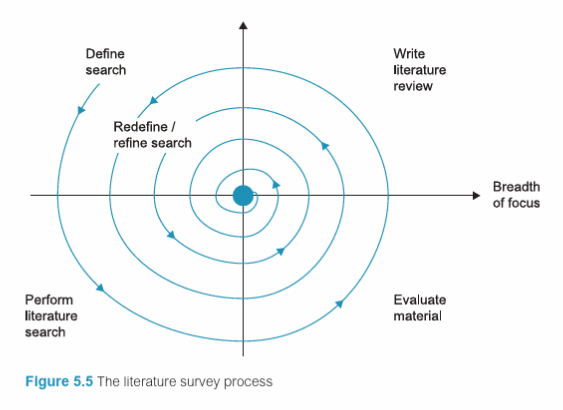 Define
search
Write
literature
review
Redefine /
refine search
Breadth
of focus
Perform
literature
search
Evaluate
material
Figure 5.5 The literature survey process